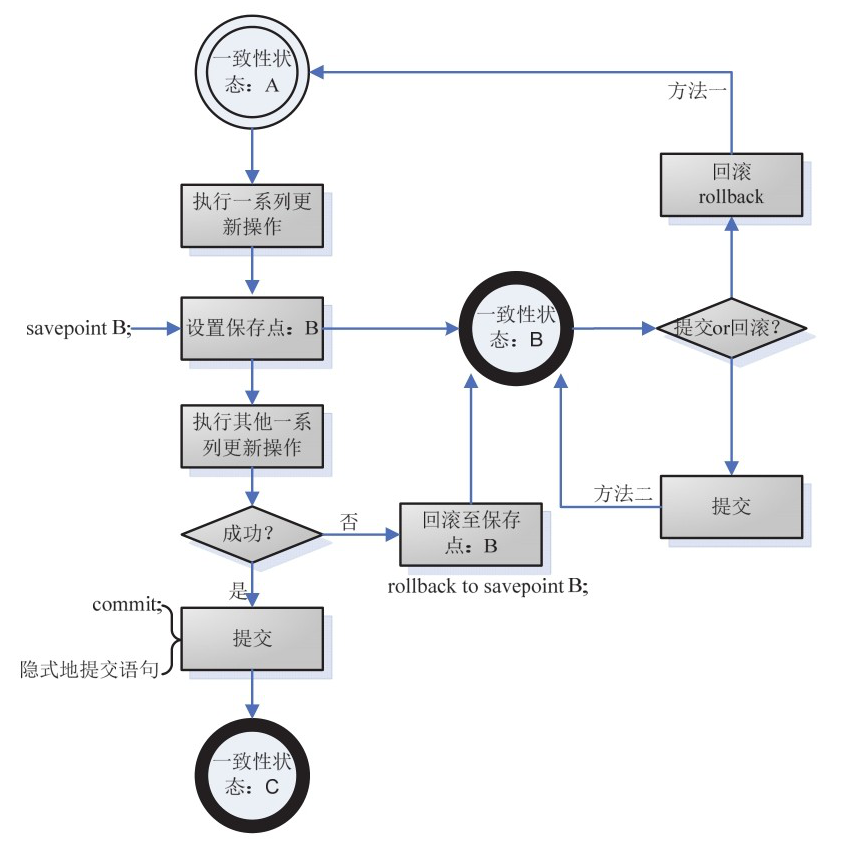 一致性状
态：A
方法一
回滚
rollback
执行一系列更
新操作
savepoint B;
设置保存点：B
一致性状
态：B
提交or回滚？
执行其他一系
列更新操作
方法二
提交
成功？
否
回滚至保存
点：B
rollback to savepoint B;
是
commit;
提交
隐式地提交语句
一致性状
态：C